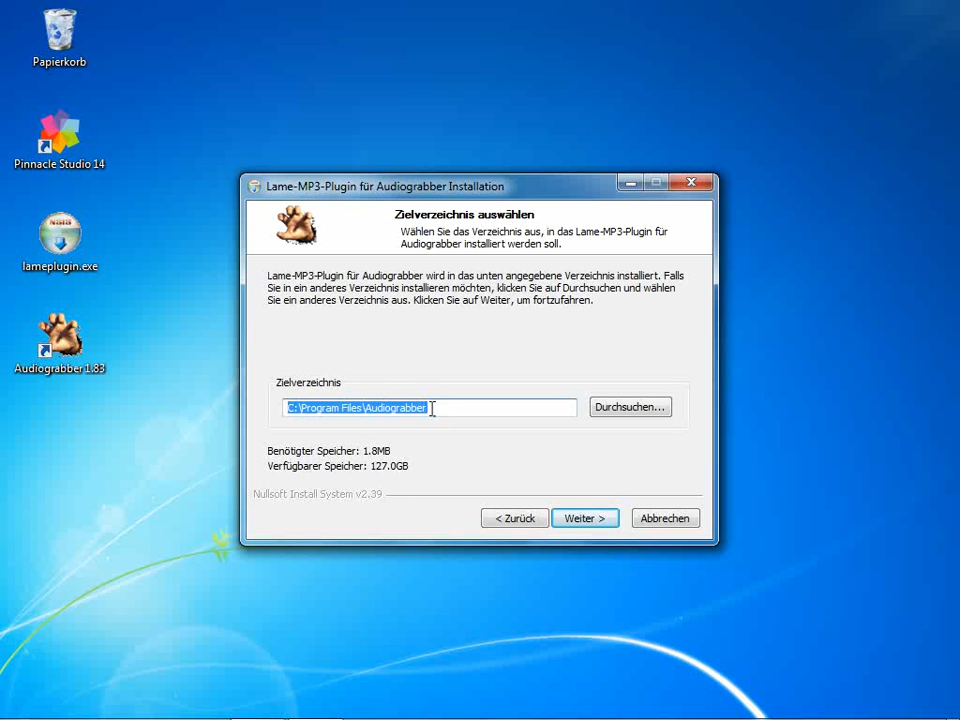 Papierkorb
Pinnacle Studio 14
lameplugin.exe
Audiograbber 1.83
Lame-MP3-Plugin für Audiograbber Installation
Zielverzeichnis auswählen
Wählen Sie das Verzeichnis aus, in das Lame-MP3-Plugin für
Audiograbber installiert werden soll.
Lame-MP3-Plugin für Audiograbber wird in das unten angegebene Verzeichnis installiert. Falls
Sie in ein anderes Verzeichnis installieren möchten, klicken Sie auf Durchsuchen und wählen
Sie ein anderes Verzeichnis aus. Klicken Sie auf Weiter, um fortzufahren.
Zielverzeichnis
C:\Program Files\Audiograbber
Durchsuchen...
Benötigter Speicher: 1.8MB
Verfügbarer Speicher: 127.0GB
Nullsoft Install System v2.39
< Zurück
Weiter >
Abbrechen